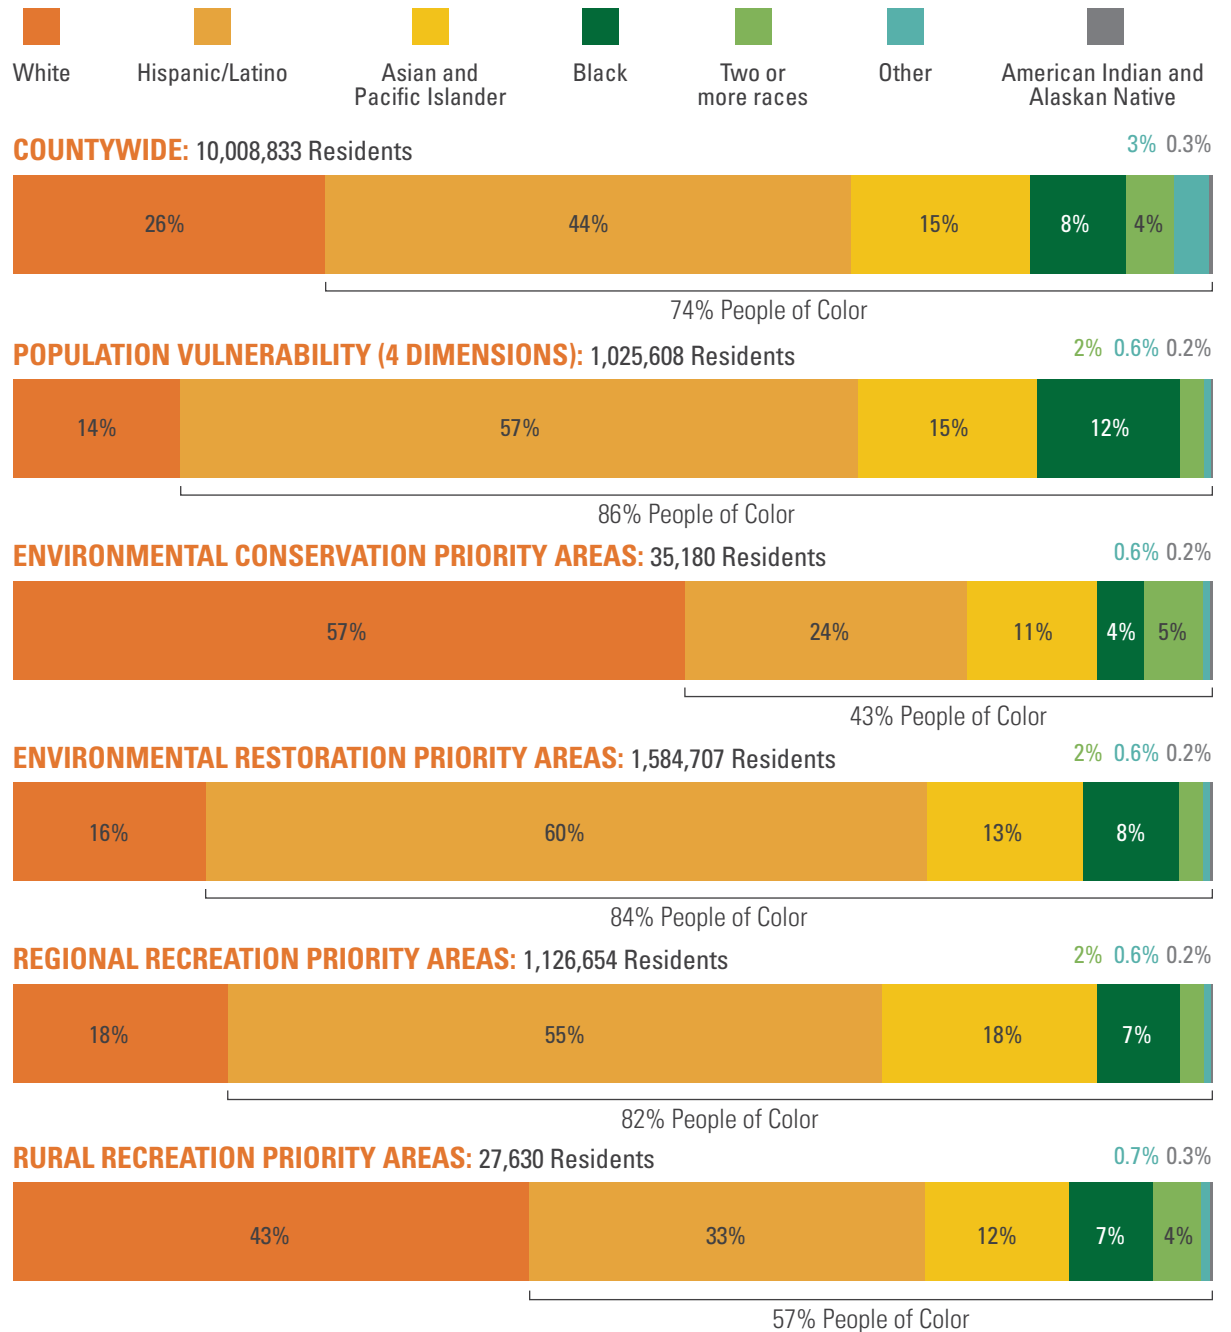 White
Hispanic/Latino
Asian and
Pacific Islander
Black
Two or
more races
Other
American Indian and
Alaskan Native
COUNTYWIDE: 10,008,833 Residents
3% 0.3%
26% 44% 15% 8% 4%
74% People of Color
POPULATION VULNERABILITY (4 DIMENSIONS): 1,025,608 Residents
2% 0.6% 0.2%
14% 57% 15% 12%
86% People of Color
ENVIRONMENTAL CONSERVATION PRIORITY AREAS: 35,180 Residents
0.6% 0.2%
57% 24% 11% 4% 5%
43% People of Color
ENVIRONMENTAL RESTORATION PRIORITY AREAS: 1,584,707 Residents
2% 0.6% 0.2%
16% 60% 13% 8%
84% People of Color
REGIONAL RECREATION PRIORITY AREAS: 1,126,654 Residents
2% 0.6% 0.2%
18% 55% 18% 7%
82% People of Color
RURAL RECREATION PRIORITY AREAS: 27,630 Residents
0.7% 0.3%
43% 33% 12% 7% 4%
57% People of Color